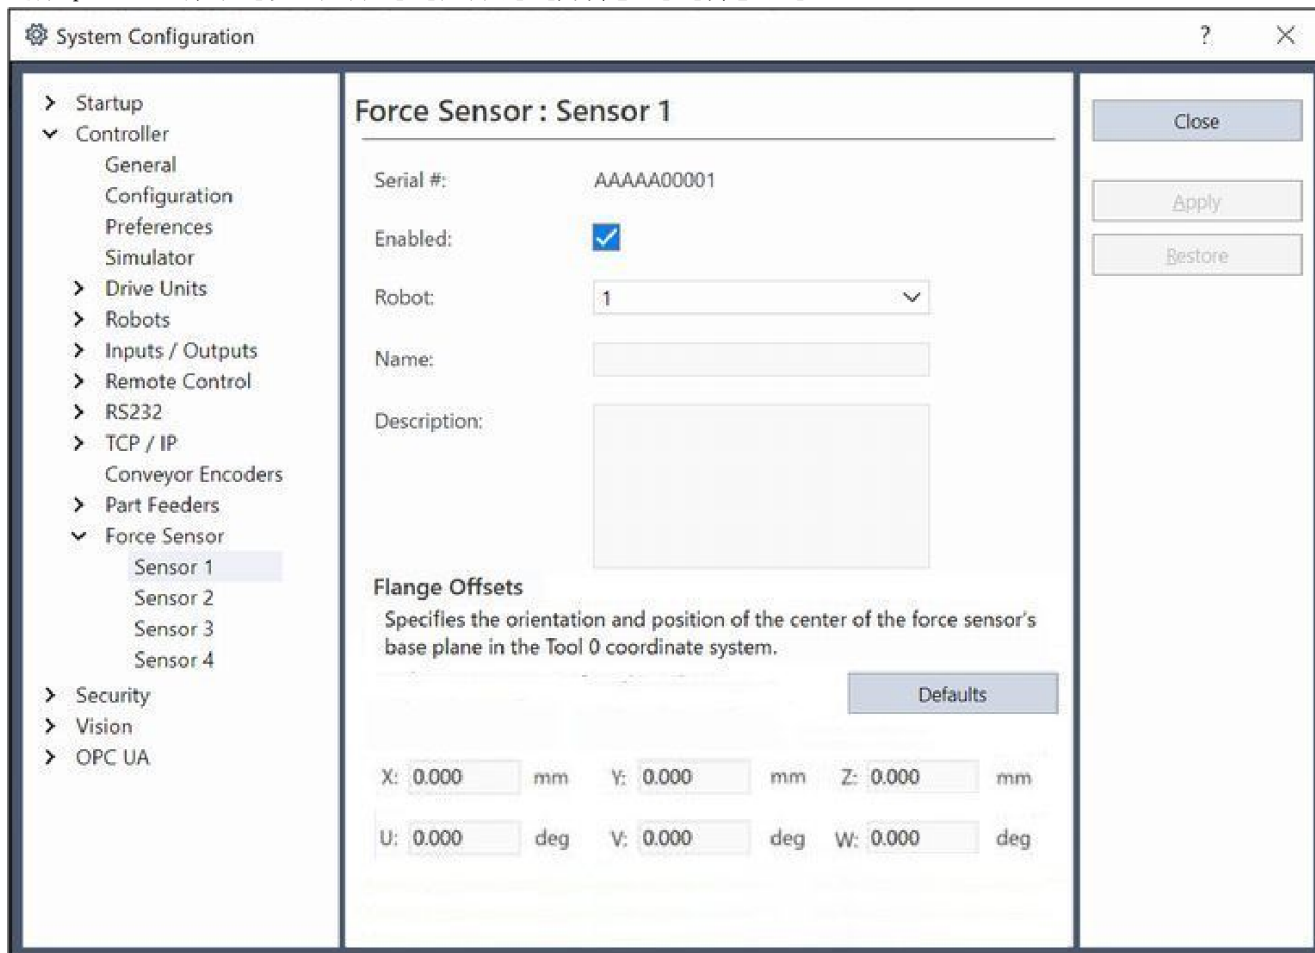 System Configuration
?
Startup
Controller
General
Configuration
Preferences
Simulator
Drive Units
Robots
Inputs / Outputs
Remote Control
RS232
TCP / IP
Conveyor Encoders
Part Feeders
Force Sensor
Sensor 1
Sensor 2
Sensor 3
Sensor 4
Security
Vision
OPC UA
Force Sensor : Sensor 1
Serial #: AAAAA00001
Enabled:
Robot: 1
Name:
Description:
Flange Offsets
Specifies the orientation and position of the center of the force sensor's
base plane in the Tool 0 coordinate system.
Defaults
X: 0.000 mm Y: 0.000 mm Z: 0.000 mm
U: 0.000 deg V: 0.000 deg W: 0.000 deg
Close
Apply
Restore